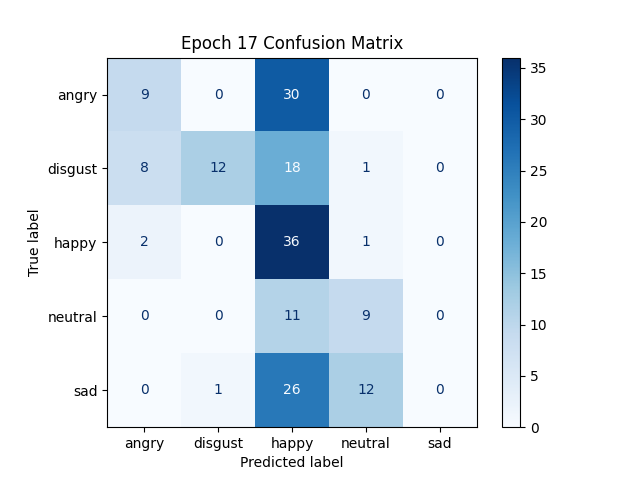 Epoch 17 Confusion Matrix
True label
angry 9 0 30 0 0
disgust 8 12 18 1 0
happy 2 0 36 1 0
neutral 0 0 11 9 0
sad 0 1 26 12 0
angry disgust happy neutral sad
Predicted label
35
30
25
20
15
10
5
0